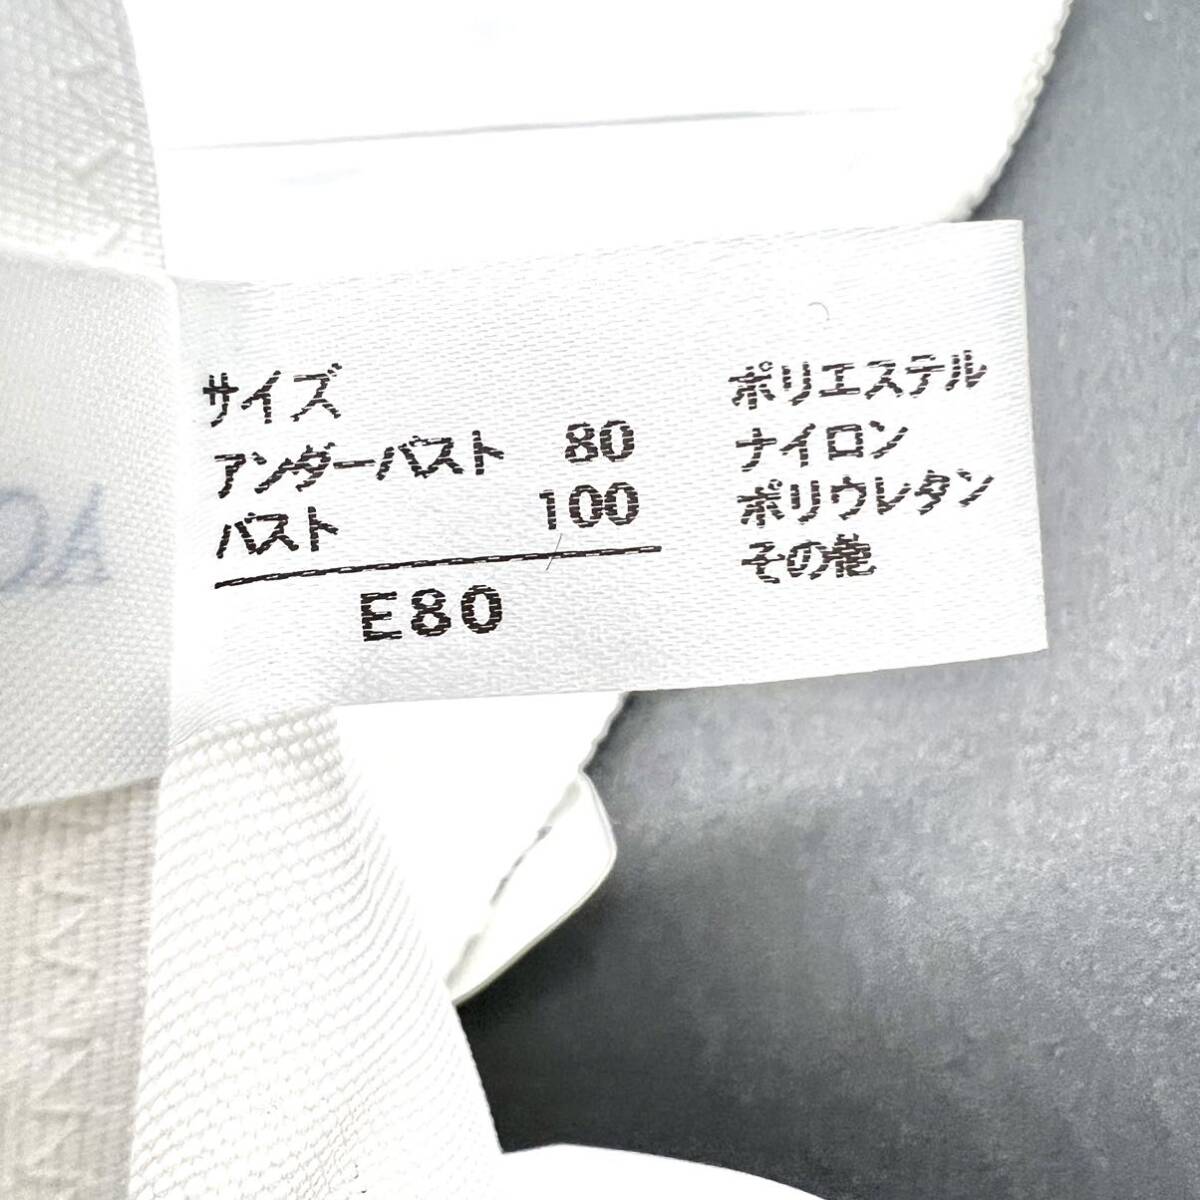 サイズ
アンダーバスト 80
バスト 100
E80
ポリエステル
ナイロン
ポリウレタン
その他